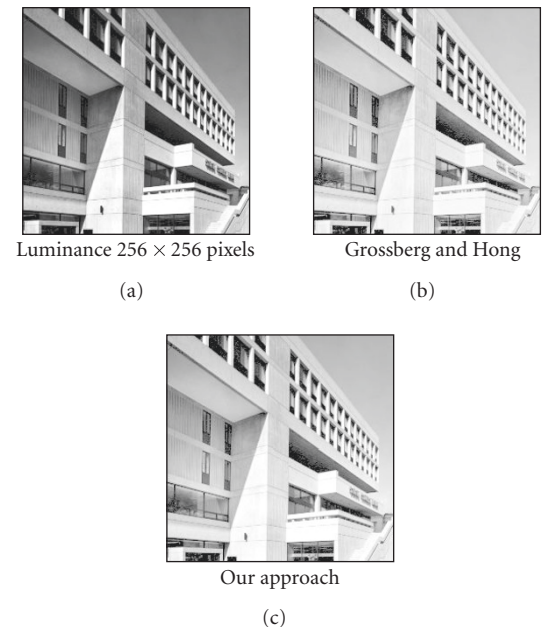 Luminance 256 × 256 pixels
(a)
Grossberg and Hong
(b)
Our approach
(c)